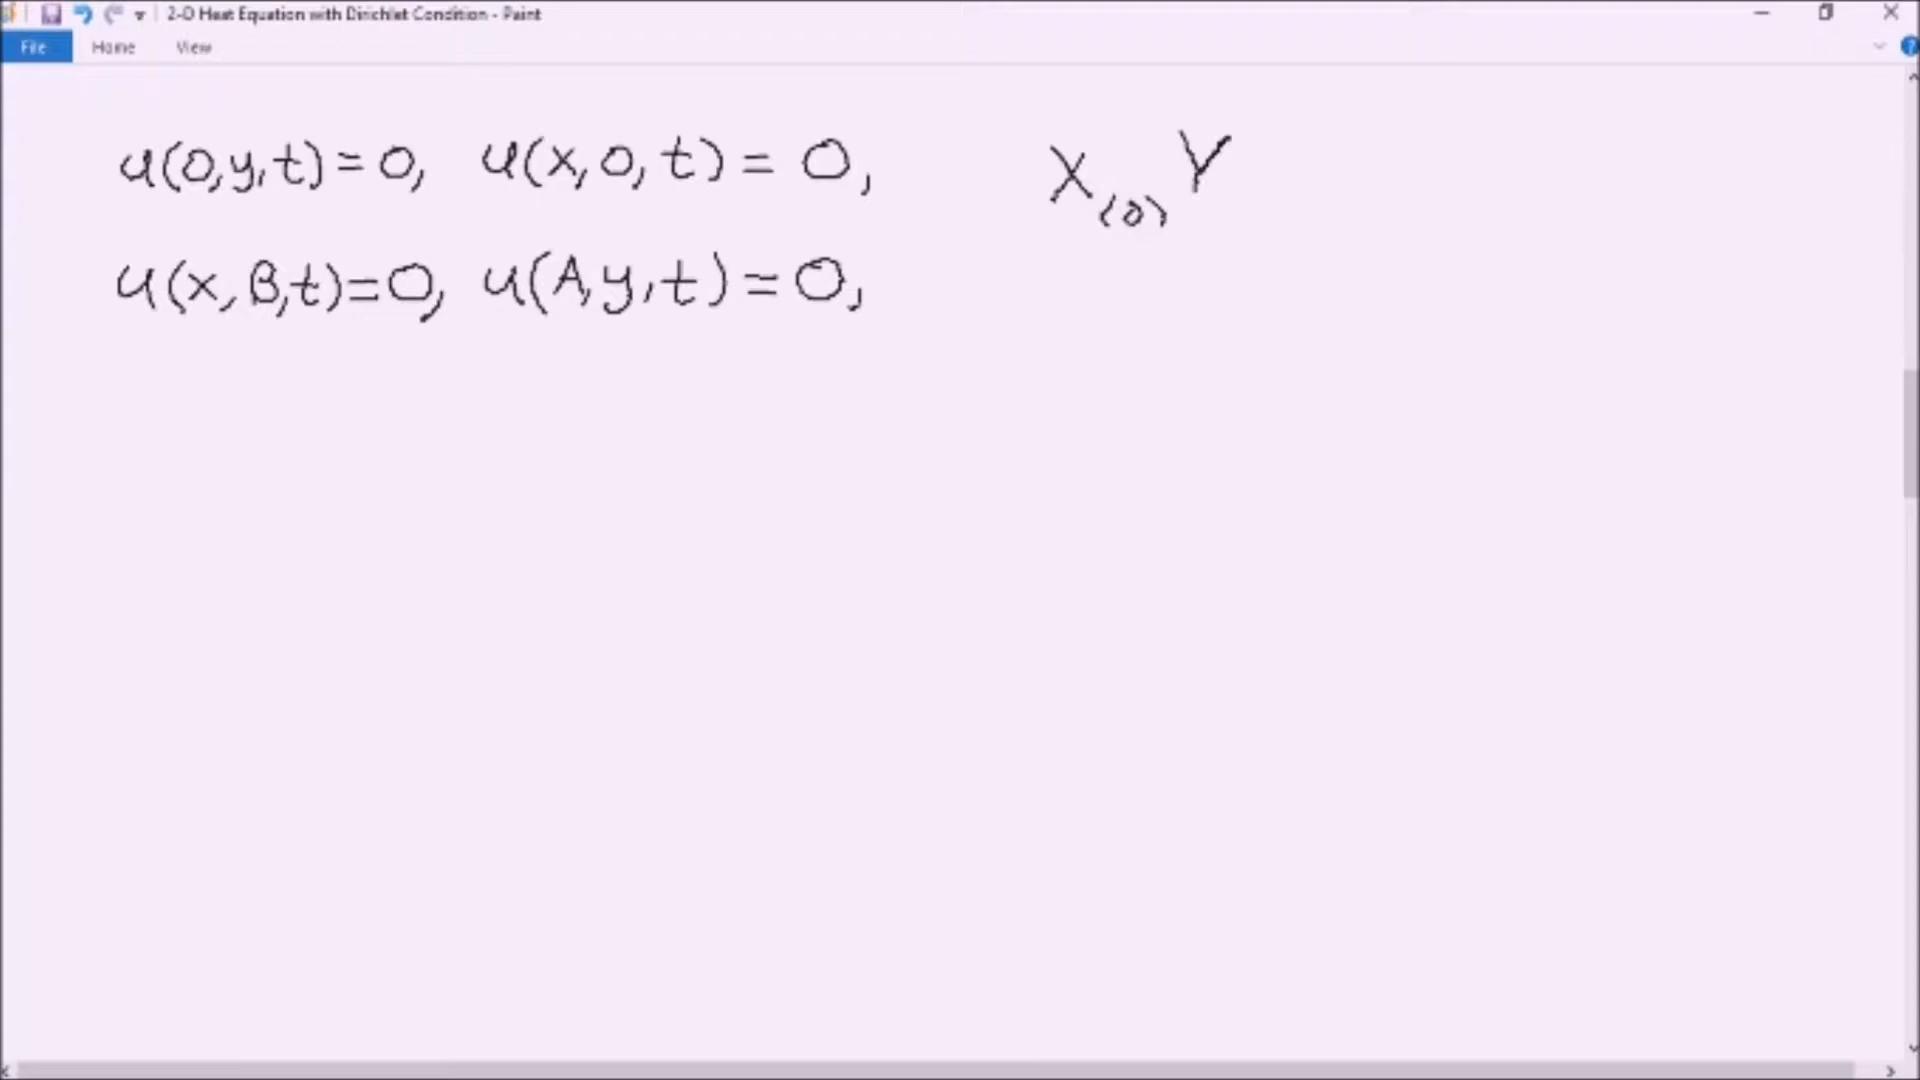 2-D Heat Equation with Dirichlet Condition - Paint
File Home View
u(0,y,t)=0, u(x,0,t)=0, X(0)Y
u(x,B,t)=0, u(A,y,t)=0,